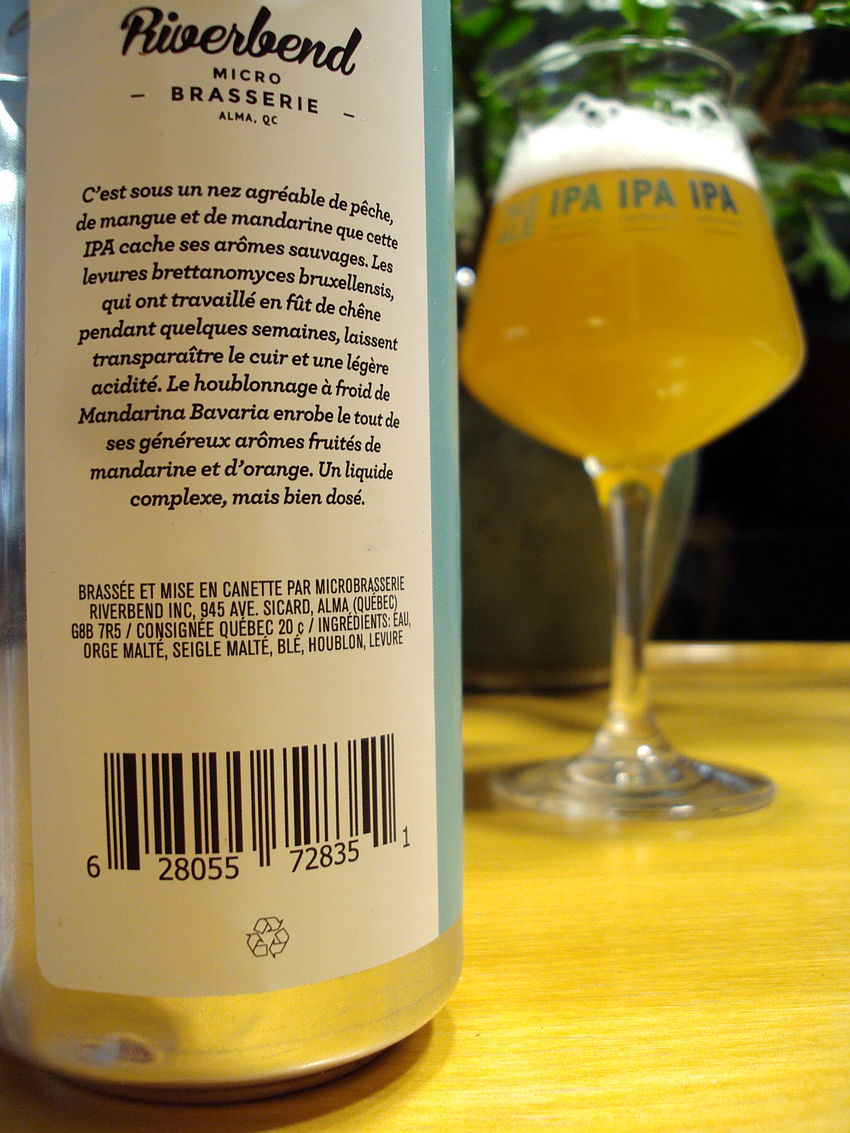 Riverbend
MICRO
– BRASSERIE –
ALMA, QC
C'est sous un nez agréable de pêche,
de mangue et de mandarine que cette
IPA cache ses arômes sauvages. Les
levures brettanomyces bruxellensis,
qui ont travaillé en fût de chêne
pendant quelques semaines, laissent
transparaître le cuir et une légère
acidité. Le houblonnage à froid de
Mandarina Bavaria enrobe le tout de
ses généreux arômes fruités de
mandarine et d'orange. Un liquide
complexe, mais bien dosé.
BRASSÉE ET MISE EN CANETTE PAR MICROBRASSERIE
RIVERBEND INC, 945 AVE. SICARD, ALMA (QUÉBEC)
G8B 7R5 / CONSIGNÉE QUÉBEC 20 ¢ / INGRÉDIENTS: EAU,
ORGE MALTÉ, SEIGLE MALTÉ, BLÉ, HOUBLON, LEVURE
6 28055 72835 1
PALE ALE IPA IPA IPA